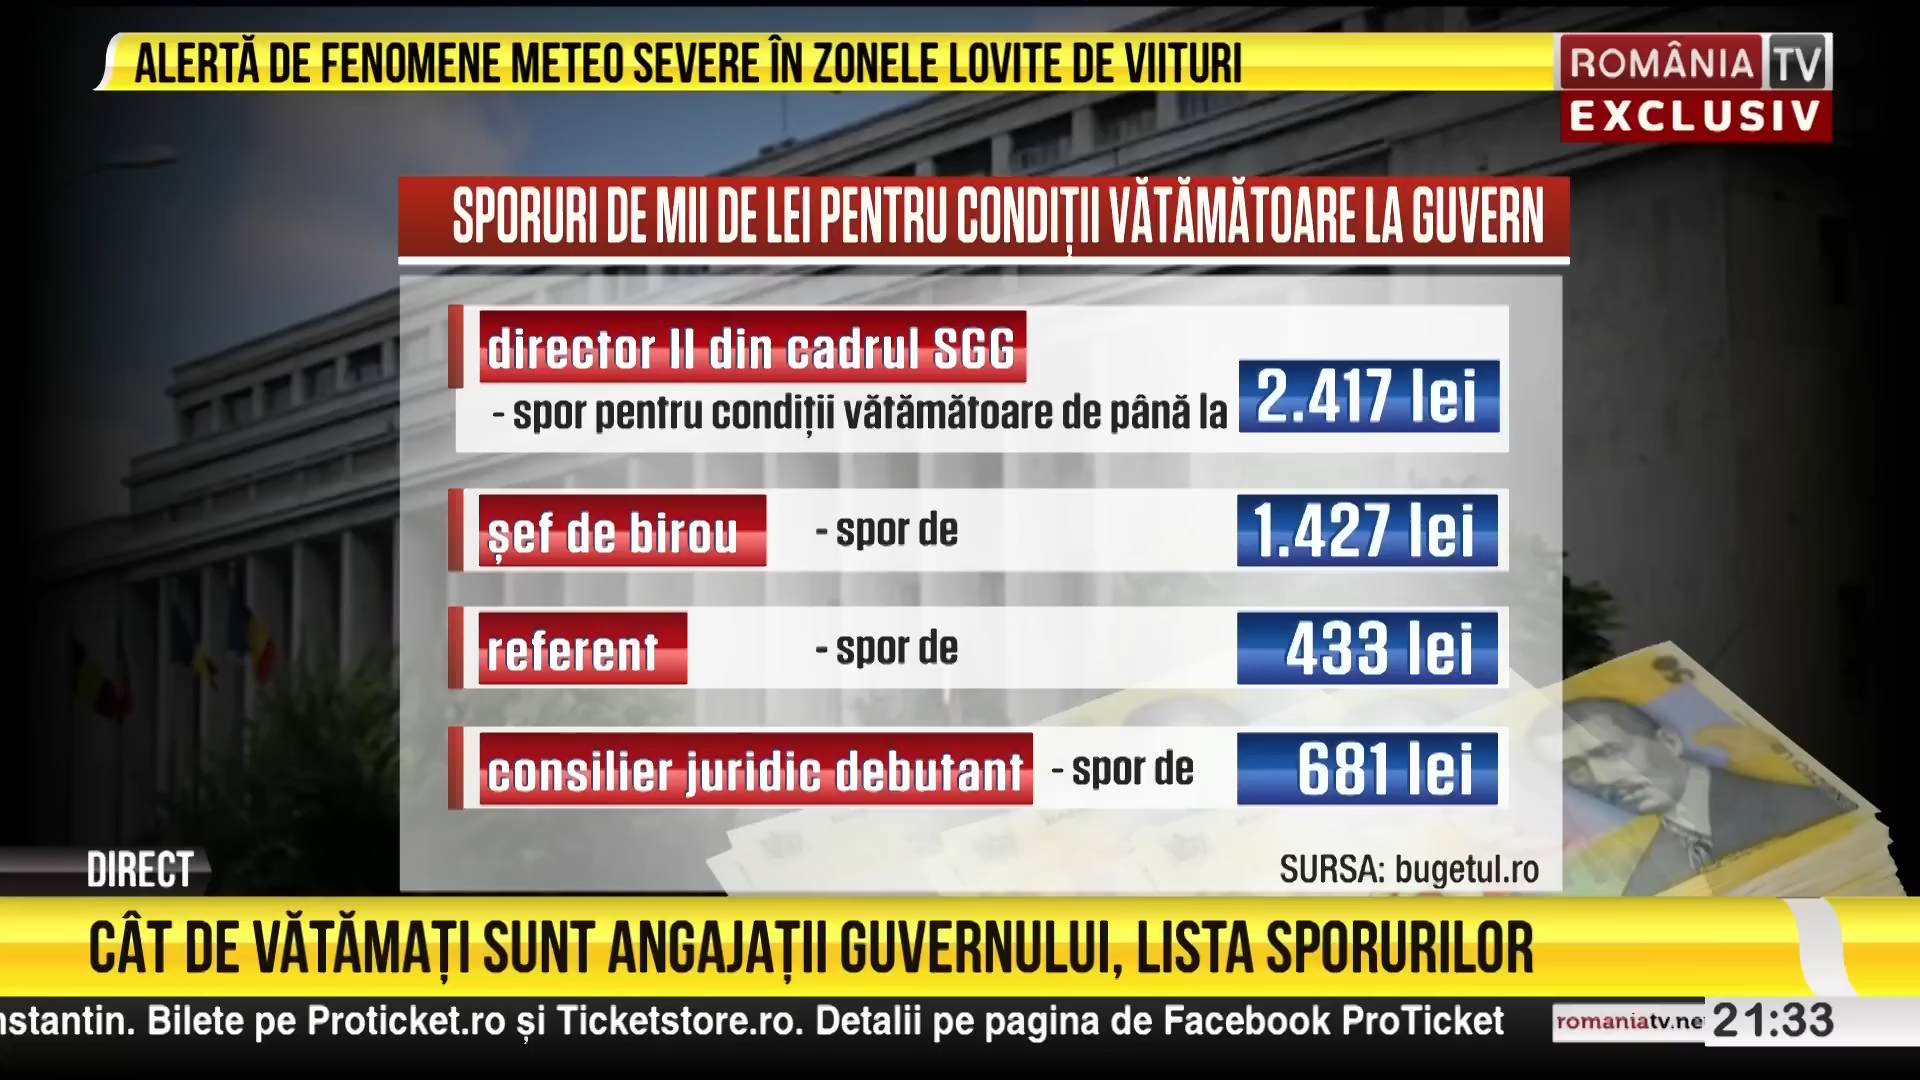 ALERTĂ DE FENOMENE METEO SEVERE ÎN ZONELE LOVITE DE VIITURI
ROMÂNIA TV
EXCLUSIV
SPORURI DE MII DE LEI PENTRU CONDIȚII VĂTĂMĂTOARE LA GUVERN
director II din cadrul SGG
- spor pentru condiții vătămătoare de până la 2.417 lei
șef de birou - spor de 1.427 lei
referent - spor de 433 lei
consilier juridic debutant - spor de 681 lei
SURSA: bugetul.ro
DIRECT
CÂT DE VĂTĂMAȚI SUNT ANGAJAȚII GUVERNULUI, LISTA SPORURILOR
nstantin. Bilete pe Proticket.ro și Ticketstore.ro. Detalii pe pagina de Facebook ProTicket
romaniatv.ne 21:33